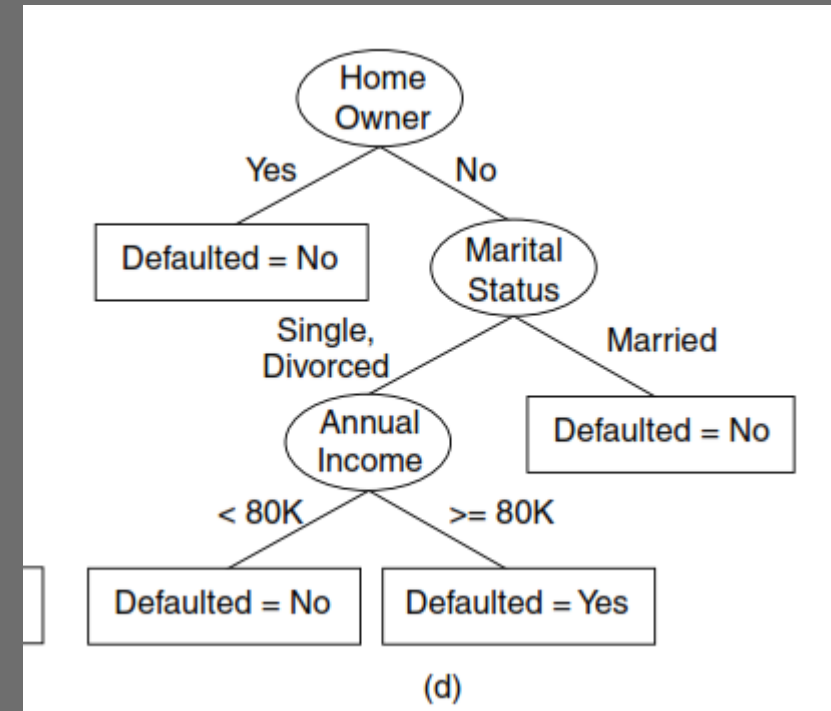 Home
Owner
Yes
No
Defaulted = No
Marital
Status
Single,
Divorced
Married
Annual
Income
Defaulted = No
< 80K
>= 80K
Defaulted = No
Defaulted = Yes
(d)